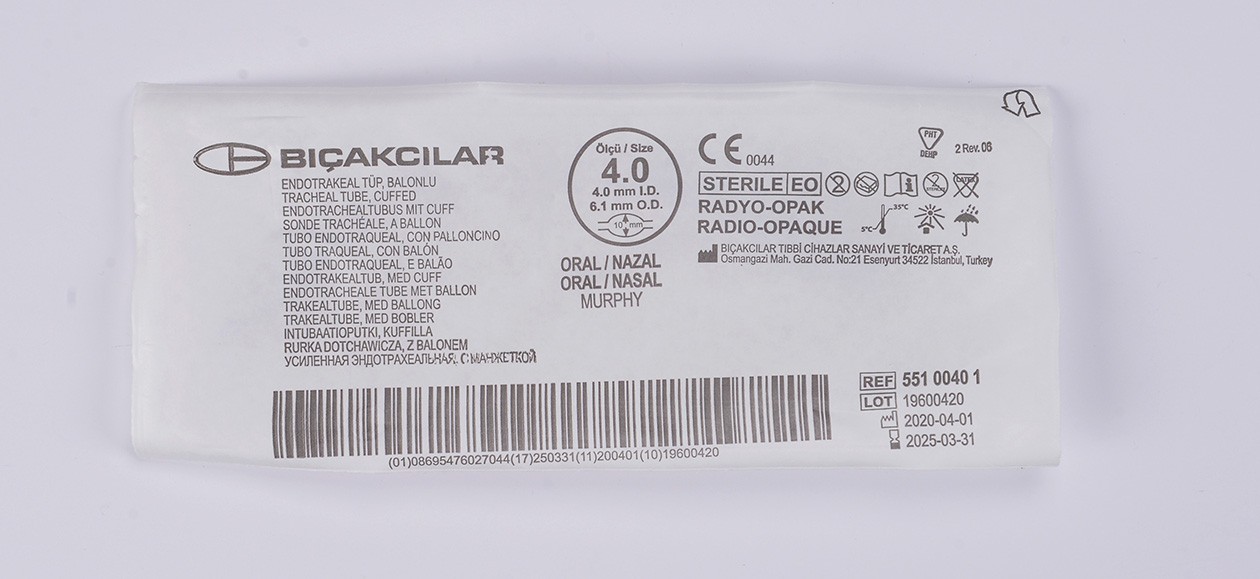 BIÇAKCILAR
ENDOTRAKEAL TÜP, BALONLU
TRACHEAL TUBE, CUFFED
ENDOTRACHEALTUBUS MIT CUFF
SONDE TRACHÉALE, A BALLON
TUBO ENDOTRAQUEAL, CON PALLONCINO
TUBO TRAQUEAL, CON BALÓN
TUBO ENDOTRAQUEAL, E BALÃO
ENDOTRAKEALTUB, MED CUFF
ENDOTRACHEALE TUBE MET BALLON
TRAKEALTUBE, MED BALLONG
TRAKEALTUBE, MED BOBLER
INTUBAATIOPUTKI, KUFFILLA
RURKA DOTCHAWICZA, Z BALONEM
УСИЛЕННАЯ ЭНДОТРАХЕАЛЬНАЯ, С МАНЖЕТКОЙ
Ölçü / Size
4.0
4.0 mm I.D.
6.1 mm O.D.
10 mm
ORAL / NAZAL
ORAL / NASAL
MURPHY
CE 0044
PHT
DEHP
2 Rev. 06
STERILE EO
RADYO-OPAK
RADIO-OPAQUE
35°C
5°C
BIÇAKCILAR TIBBİ CİHAZLAR SANAYİ VE TİCARET A.Ş.
Osmangazi Mah. Gazi Cad. No:21 Esenyurt 34522 İstanbul, Turkey
REF 551 0040 1
LOT 19600420
2020-04-01
2025-03-31
(01)08695476027044(17)250331(11)200401(10)19600420